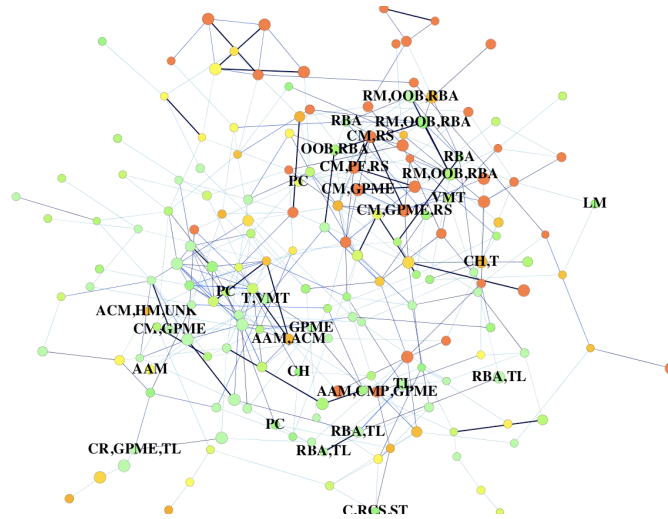 RM,OOB,RBA
RBA
RM,OOB,RBA
CM,RS
OOB,RBA
RBA
CM,PF,RS
RM,OOB,RBA
PC
CM,GPME
VMT
LM
CM,GPME,RS
CH,T
PC
T,VMT
ACM,HM,UNK
CM,GPME
GPME
AAM,ACM
AAM
CH
TL
RBA,TL
AAM,CMP,GPME
PC
RBA,TL
CR,GPME,TL
RBA,TL
C,RCS,ST